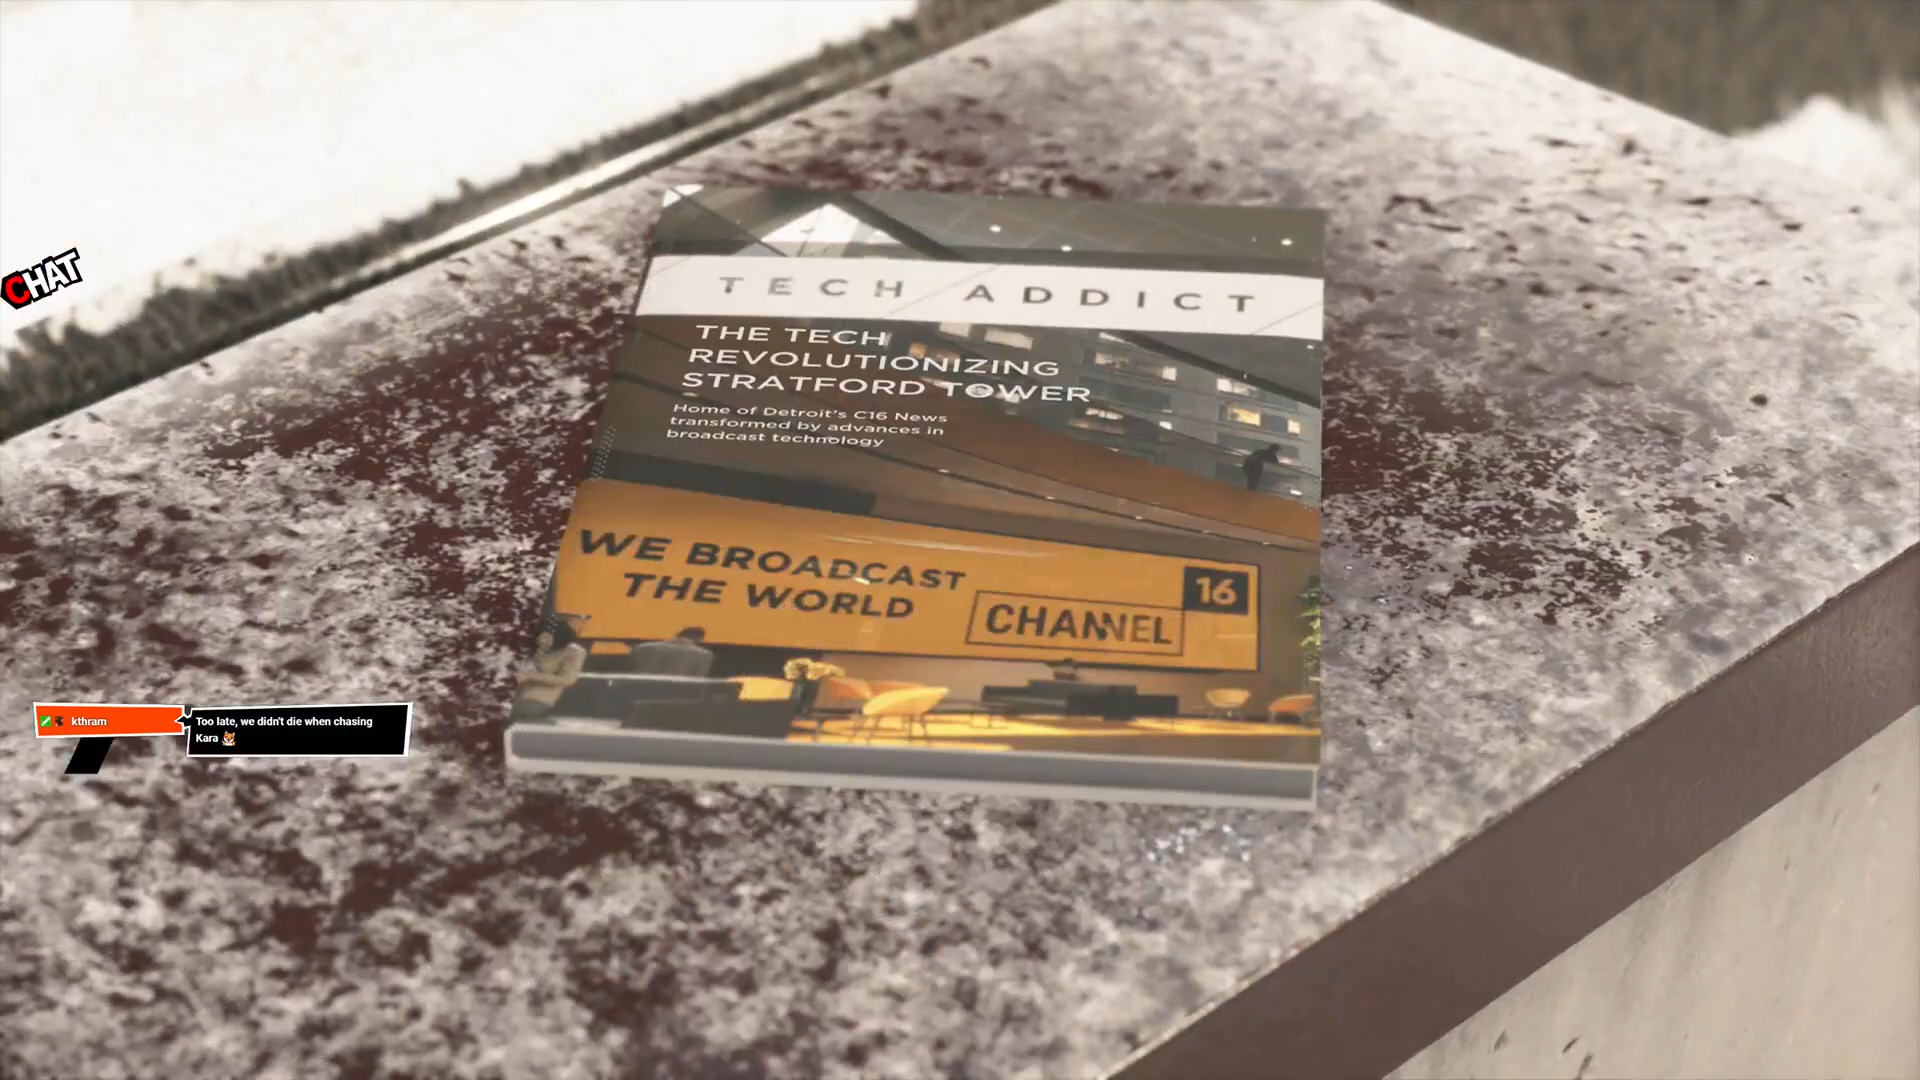 TECH ADDICT
THE TECH
REVOLUTIONIZING
STRATFORD TOWER
Home of Detroit's C16 News
transformed by advances in
broadcast technology
WE BROADCAST
THE WORLD
CHANNEL
16
CHAT
kthram
Too late, we didn't die when chasing
Kara